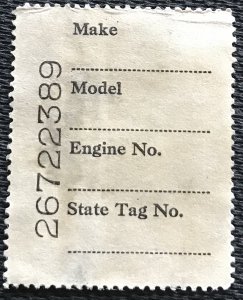 Make
Model
Engine No.
State Tag No.
26722389